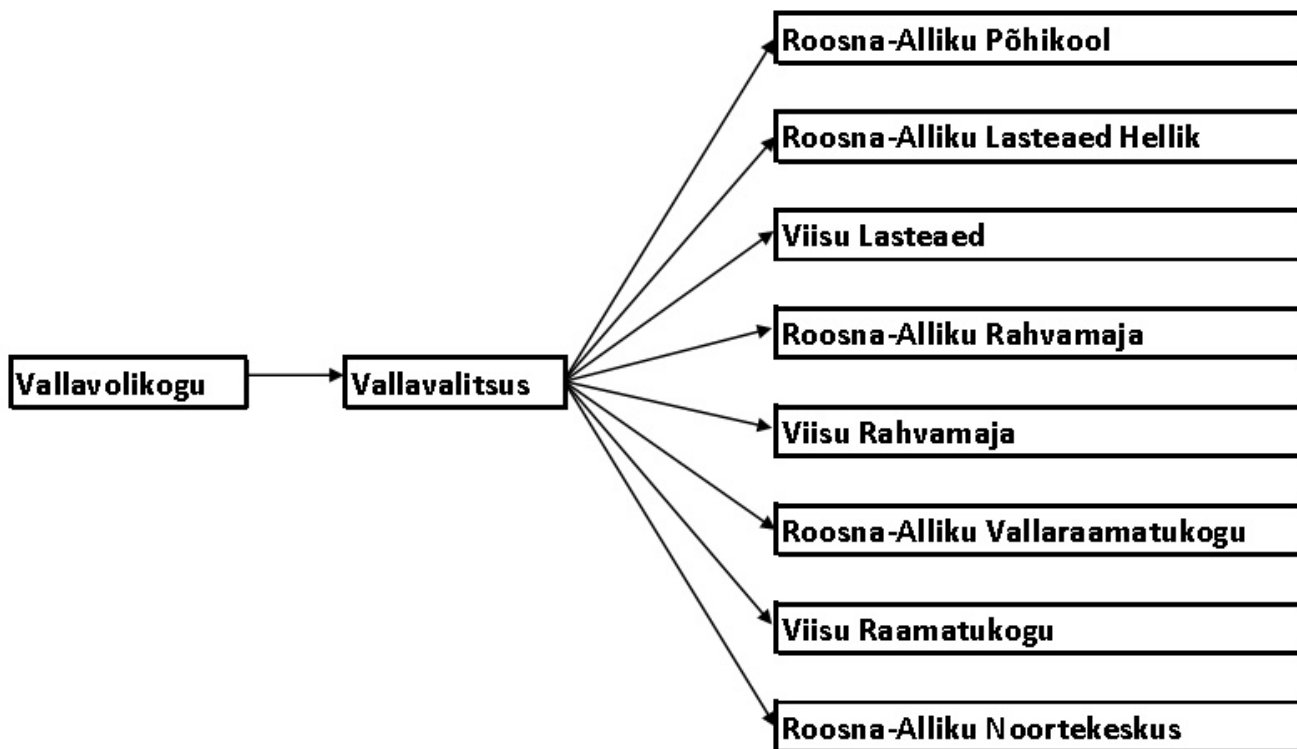 Roosna-Alliku Põhikool
Roosna-Alliku Lasteaed Hellik
Viisu Lasteaed
Roosna-Alliku Rahvamaja
Vallavolikogu
Vallavalitsus
Viisu Rahvamaja
Roosna-Alliku Vallaraamatukogu
Viisu Raamatukogu
Roosna-Alliku Noortekeskus